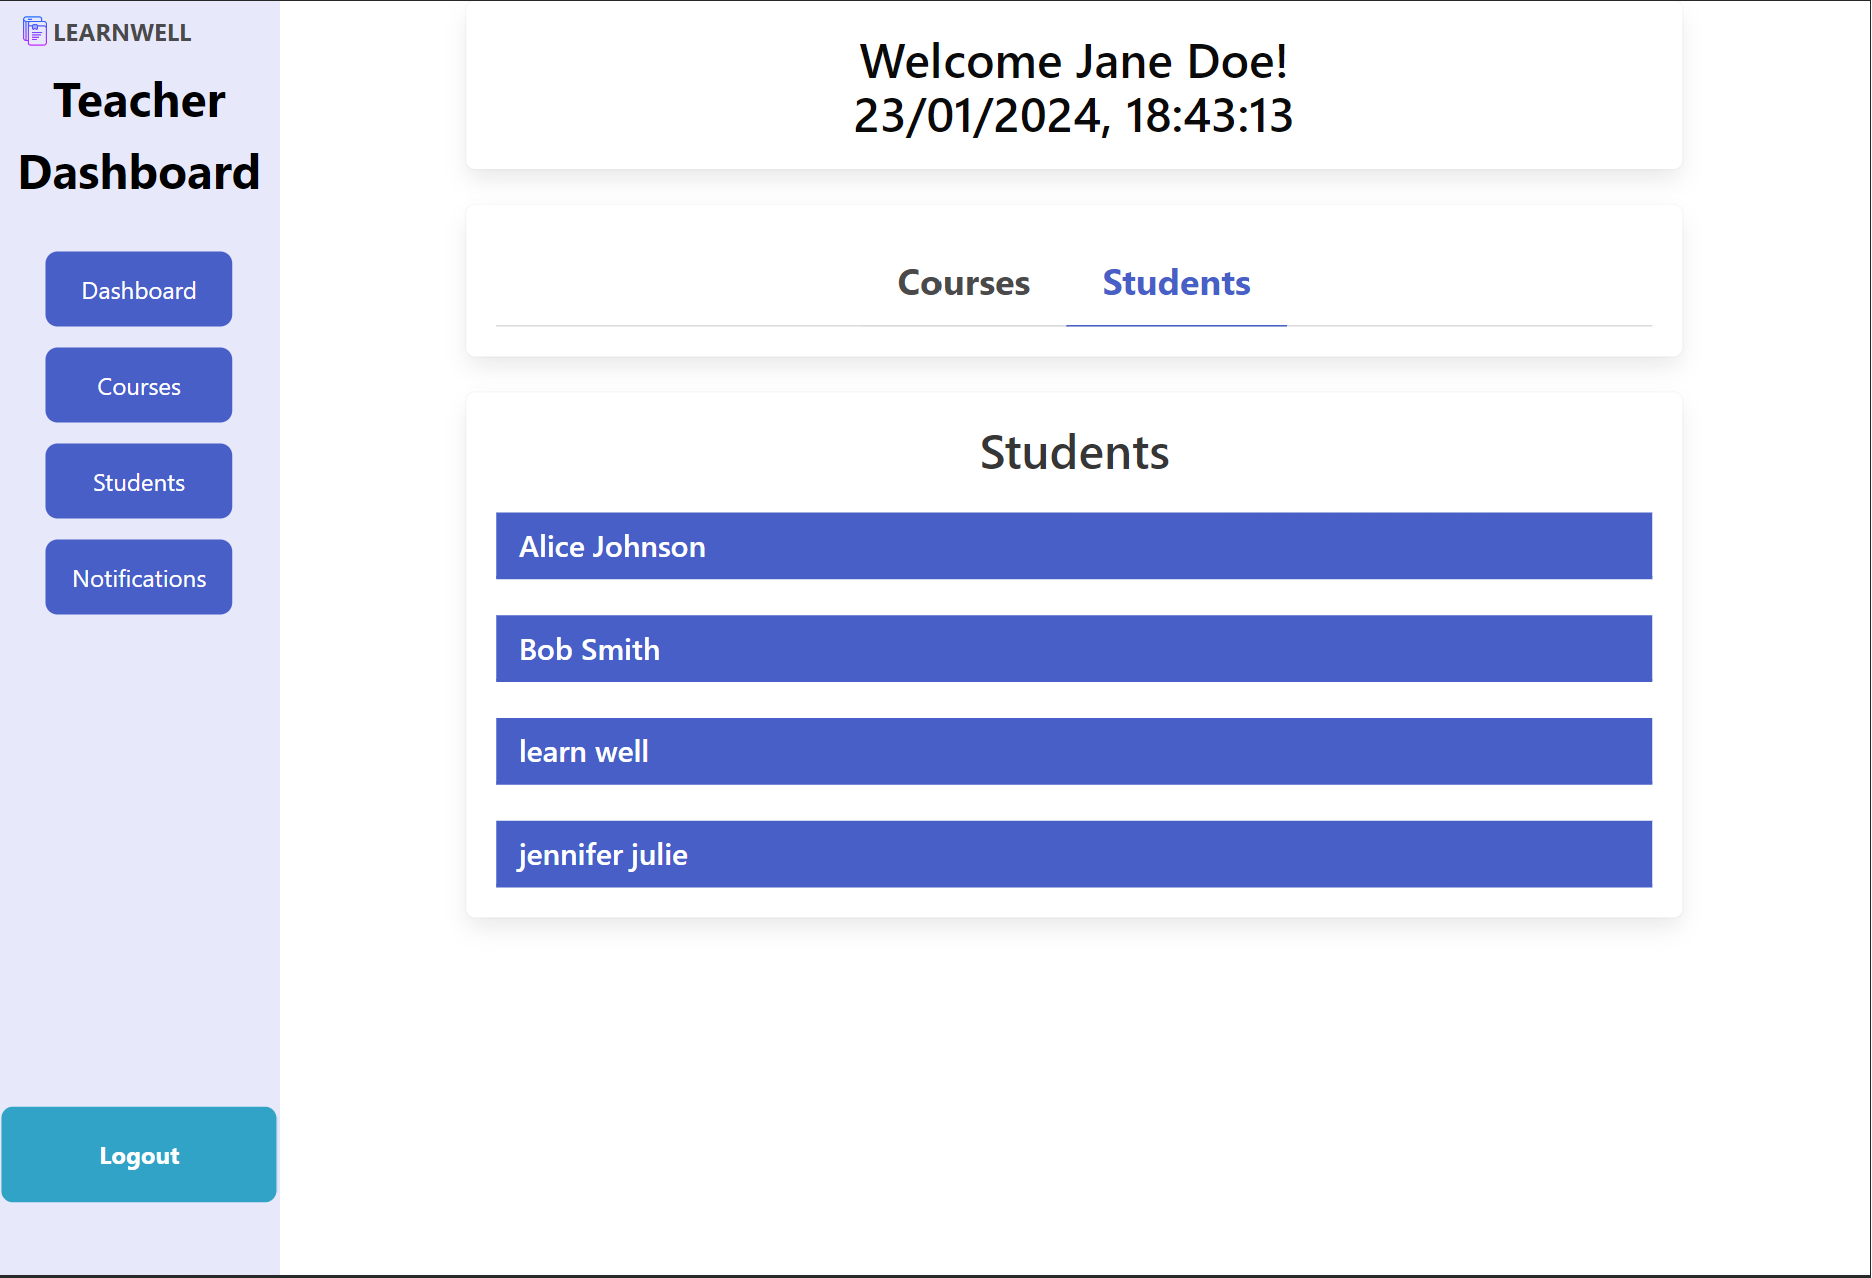 LEARNWELL
Teacher
Dashboard
Dashboard
Courses
Students
Notifications
Logout
Welcome Jane Doe!
23/01/2024, 18:43:13
Courses Students
Students
Alice Johnson
Bob Smith
learn well
jennifer julie